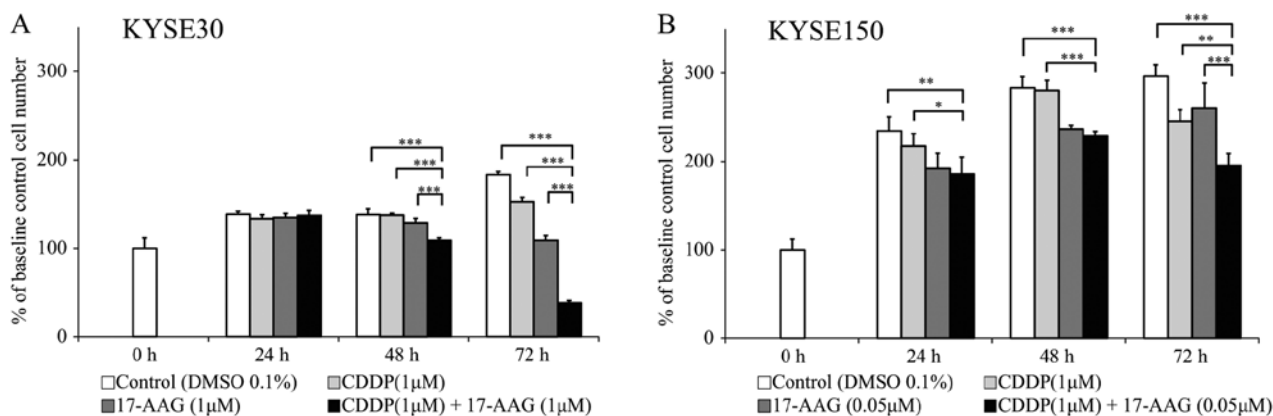 A KYSE30
% of baseline control cell number
300
200
100
0
***
***
***
***
***
***
0 h 24 h 48 h 72 h
Control (DMSO 0.1%) CDDP(1μM)
17-AAG (1μM) CDDP(1μM) + 17-AAG (1μM)
B KYSE150
% of baseline control cell number
300
200
100
0
**
*
***
***
***
**
***
0 h 24 h 48 h 72 h
Control (DMSO 0.1%) CDDP(1μM)
17-AAG (0.05μM) CDDP(1μM) + 17-AAG (0.05μM)